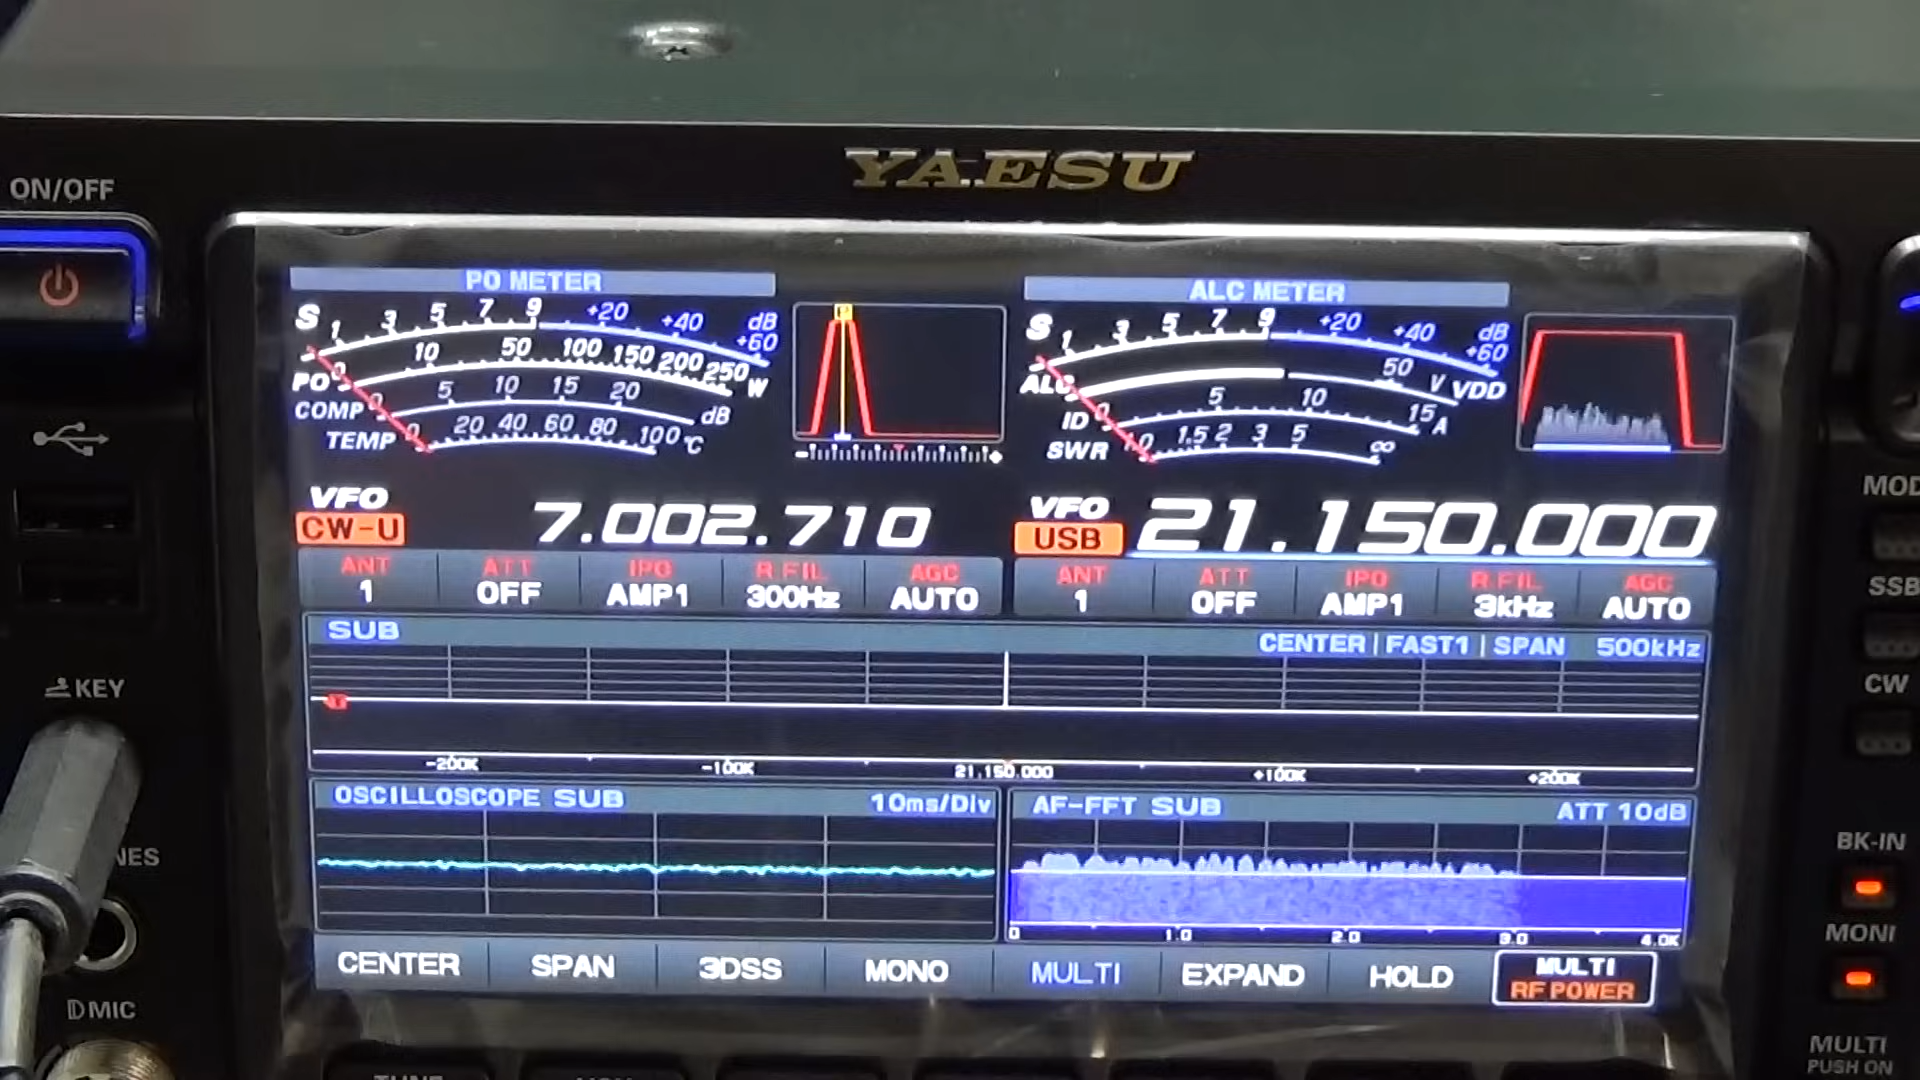 YAESU
ON/OFF
PO METER
S 1 3 5 7 9 +20 +40 +60 dB
PO 0 10 50 100 150 200 250 W
COMP 0 5 10 15 20 dB
TEMP 0 20 40 60 80 100 °C
ALC METER
S 1 3 5 7 9 +20 +40 +60 dB
ALC 50 V VDD
ID 0 5 10 15 A
SWR 1.0 1.5 2 3 5 ∞
VFO
CW-U
7.002.710
VFO
USB
21.150.000
ANT ATT IPO R.FIL AGC
1 OFF AMP1 300Hz AUTO
ANT ATT IPO R.FIL AGC
1 OFF AMP1 3kHz AUTO
SUB
CENTER | FAST1 | SPAN 500kHz
-200K -100K 21.150.000 +100K +200K
OSCILLOSCOPE SUB 10ms/Div
AF-FFT SUB ATT 10dB
0 1.0 2.0 3.0 4.0K
CENTER SPAN 3DSS MONO MULTI EXPAND HOLD MULTI
RF POWER
KEY
MIC
SSB
CW
BK-IN
MONI
MULTI
PUSH ON